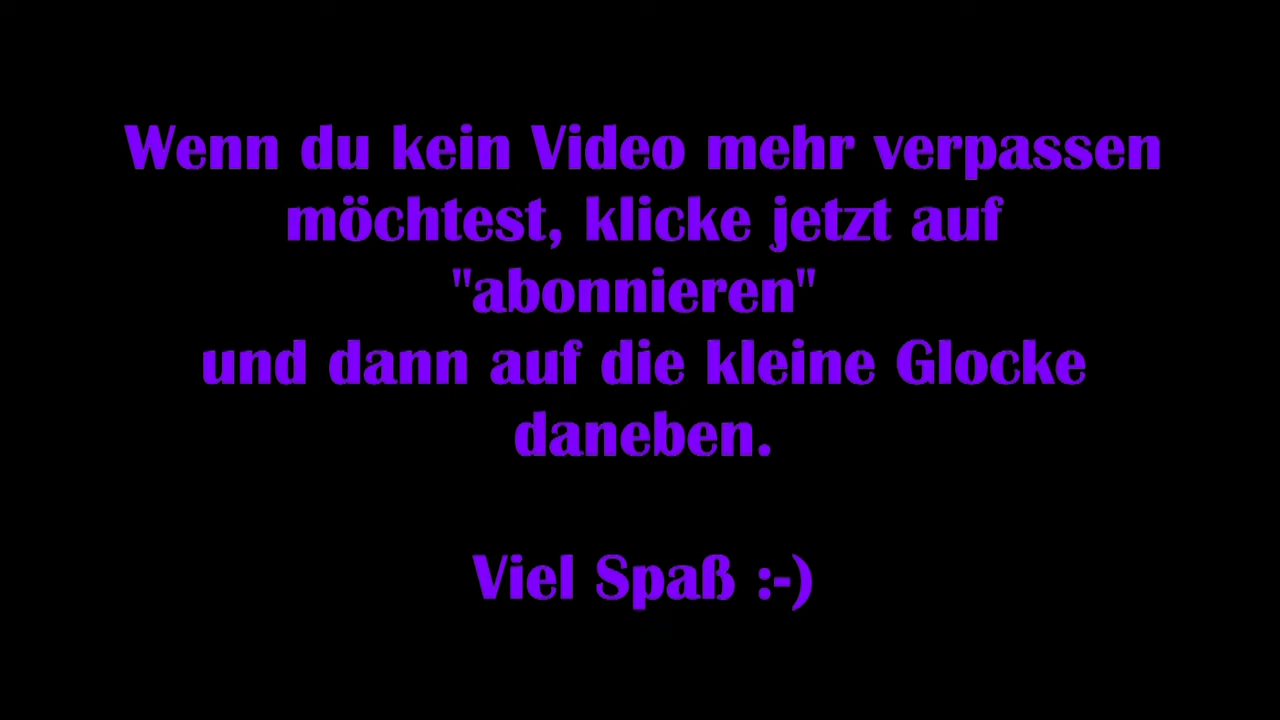 Wenn du kein Video mehr verpassen
möchtest, klicke jetzt auf
"abonnieren"
und dann auf die kleine Glocke
daneben.
Viel Spaß :-)